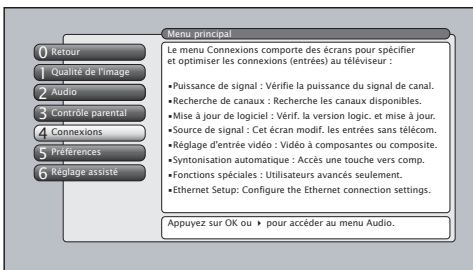 Menu principal
0 Retour
1 Qualité de l'image
2 Audio
3 Contrôle parental
4 Connexions
5 Préférences
6 Réglage assisté
Le menu Connexions comporte des écrans pour spécifier
et optimiser les connexions (entrées) au téléviseur :
▪Puissance de signal : Vérifie la puissance du signal de canal.
▪Recherche de canaux : Recherche les canaux disponibles.
▪Mise à jour de logiciel : Vérif. la version logic. et mise à jour.
▪Source de signal : Cet écran modif. les entrées sans télécom.
▪Réglage d'entrée vidéo : Vidéo à composantes ou composite.
▪Syntonisation automatique : Accès une touche vers comp.
▪Fonctions spéciales : Utilisateurs avancés seulement.
▪Ethernet Setup: Configure the Ethernet connection settings.
Appuyez sur OK ou ▸ pour accéder au menu Audio.